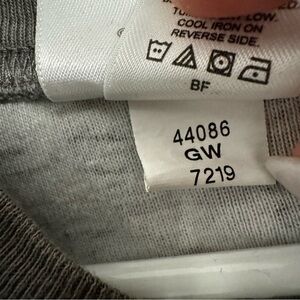 LOW.
COOL IRON ON
REVERSE SIDE.
BF
44086
GW
7219